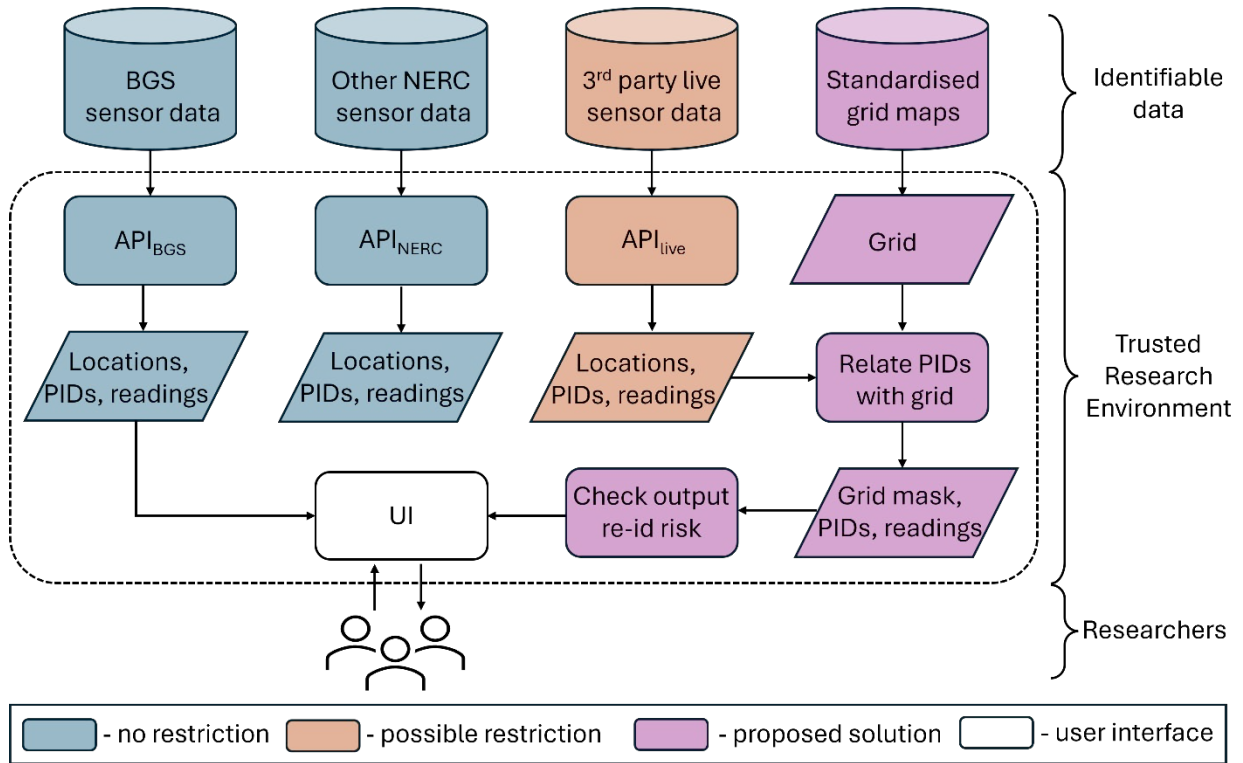 BGS
sensor data
Other NERC
sensor data
3rd party live
sensor data
Standardised
grid maps
Identifiable
data
APIBGS
APINERC
APIlive
Grid
Locations,
PIDs, readings
Locations,
PIDs, readings
Locations,
PIDs, readings
Relate PIDs
with grid
Trusted
Research
Environment
UI
Check output
re-id risk
Grid mask,
PIDs, readings
Researchers
- no restriction
- possible restriction
- proposed solution
- user interface